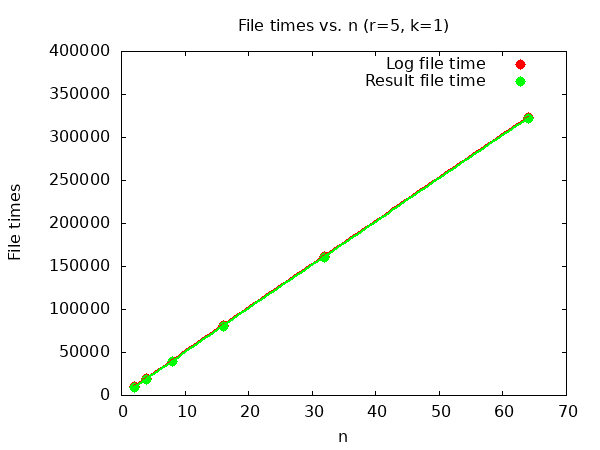 File times vs. n (r=5, k=1)
400000
350000
300000
250000
200000
150000
100000
50000
0
File times
Log file time
Result file time
0 10 20 30 40 50 60 70
n